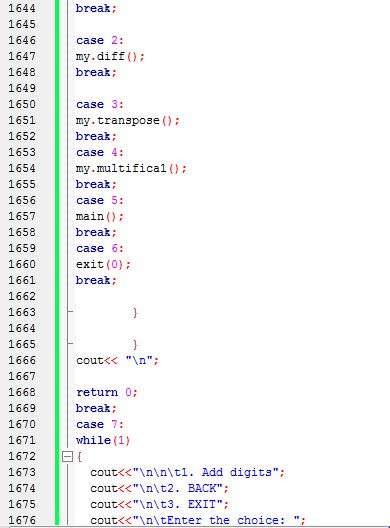 1644 break;
1645
1646 case 2:
1647 my.diff();
1648 break;
1649
1650 case 3:
1651 my.transpose();
1652 break;
1653 case 4:
1654 my.multifica1();
1655 break;
1656 case 5:
1657 main();
1658 break;
1659 case 6:
1660 exit(0);
1661 break;
1662
1663 }
1664
1665 }
1666 cout<< "\n";
1667
1668 return 0;
1669 break;
1670 case 7:
1671 while(1)
1672 {
1673 cout<<"\n\n\t1. Add digits";
1674 cout<<"\n\t2. BACK";
1675 cout<<"\n\t3. EXIT";
1676 cout<<"\n\tEnter the choice: ";